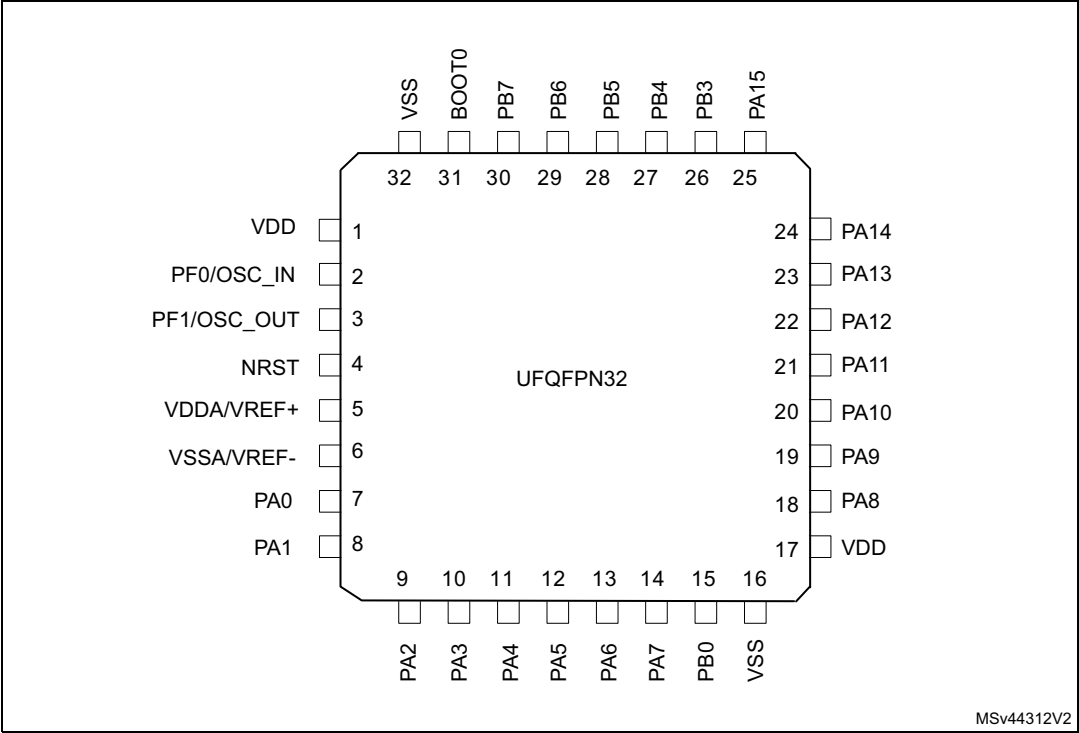 VSS BOOT0 PB7 PB6 PB5 PB4 PB3 PA15
32 31 30 29 28 27 26 25
VDD 1 24 PA14
PF0/OSC_IN 2 23 PA13
PF1/OSC_OUT 3 22 PA12
NRST 4 21 PA11
UFQFPN32
VDDA/VREF+ 5 20 PA10
VSSA/VREF- 6 19 PA9
PA0 7 18 PA8
PA1 8 17 VDD
9 10 11 12 13 14 15 16
PA2 PA3 PA4 PA5 PA6 PA7 PB0 VSS
MSv44312V2